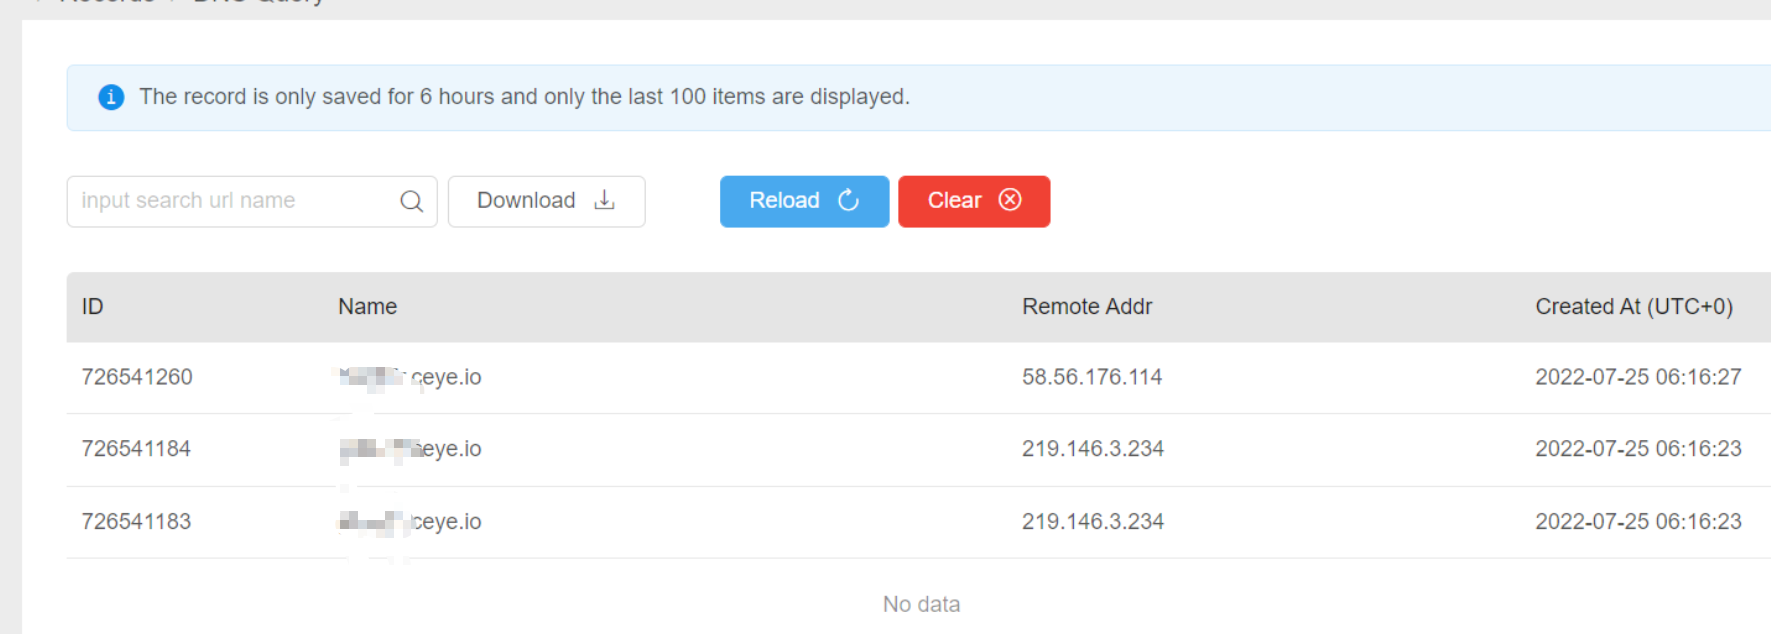 The record is only saved for 6 hours and only the last 100 items are displayed.
input search url name Download Reload Clear
ID Name Remote Addr Created At (UTC+0)
726541260 ceye.io 58.56.176.114 2022-07-25 06:16:27
726541184 eye.io 219.146.3.234 2022-07-25 06:16:23
726541183 ceye.io 219.146.3.234 2022-07-25 06:16:23
No data